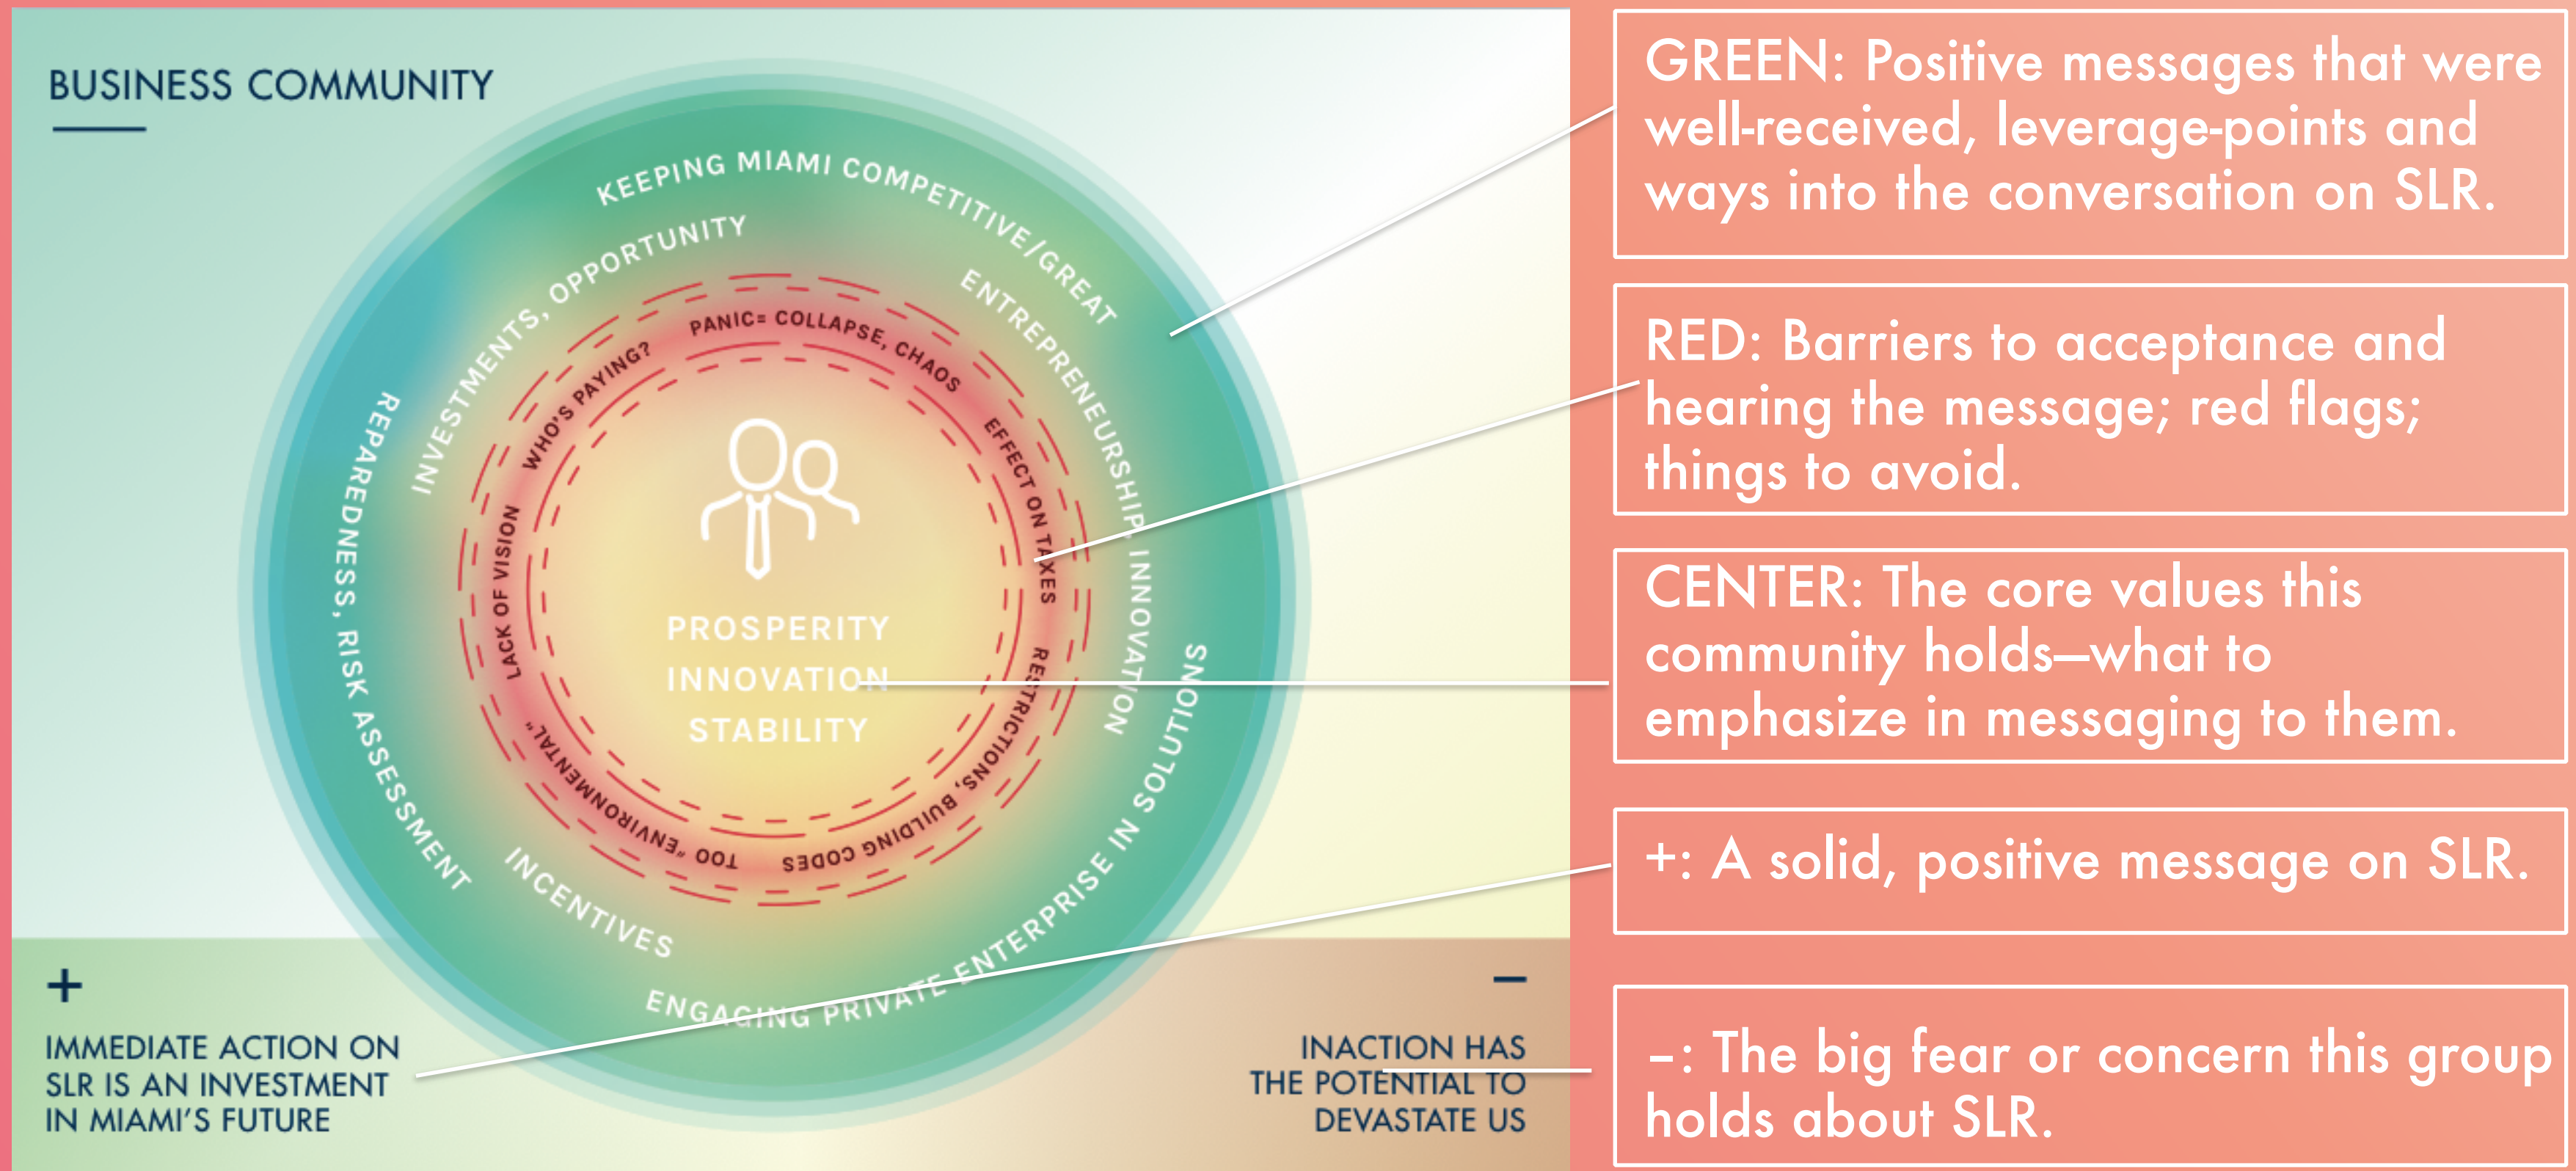 BUSINESS COMMUNITY
KEEPING MIAMI COMPETITIVE/GREAT
INVESTMENTS, OPPORTUNITY
ENTREPRENEURSHIP, INNOVATION
REPAREDNESS, RISK ASSESSMENT
INCENTIVES
ENGAGING PRIVATE ENTERPRISE IN SOLUTIONS
PANIC= COLLAPSE, CHAOS
EFFECT ON TAXES
RESTRICTIONS, BUILDING CODES
TOO "ENVIRONMENTAL"
LACK OF VISION
WHO'S PAYING?
PROSPERITY
INNOVATION
STABILITY
+
IMMEDIATE ACTION ON
SLR IS AN INVESTMENT
IN MIAMI'S FUTURE
–
INACTION HAS
THE POTENTIAL TO
DEVASTATE US
GREEN: Positive messages that were
well-received, leverage-points and
ways into the conversation on SLR.
RED: Barriers to acceptance and
hearing the message; red flags;
things to avoid.
CENTER: The core values this
community holds—what to
emphasize in messaging to them.
+: A solid, positive message on SLR.
–: The big fear or concern this group
holds about SLR.